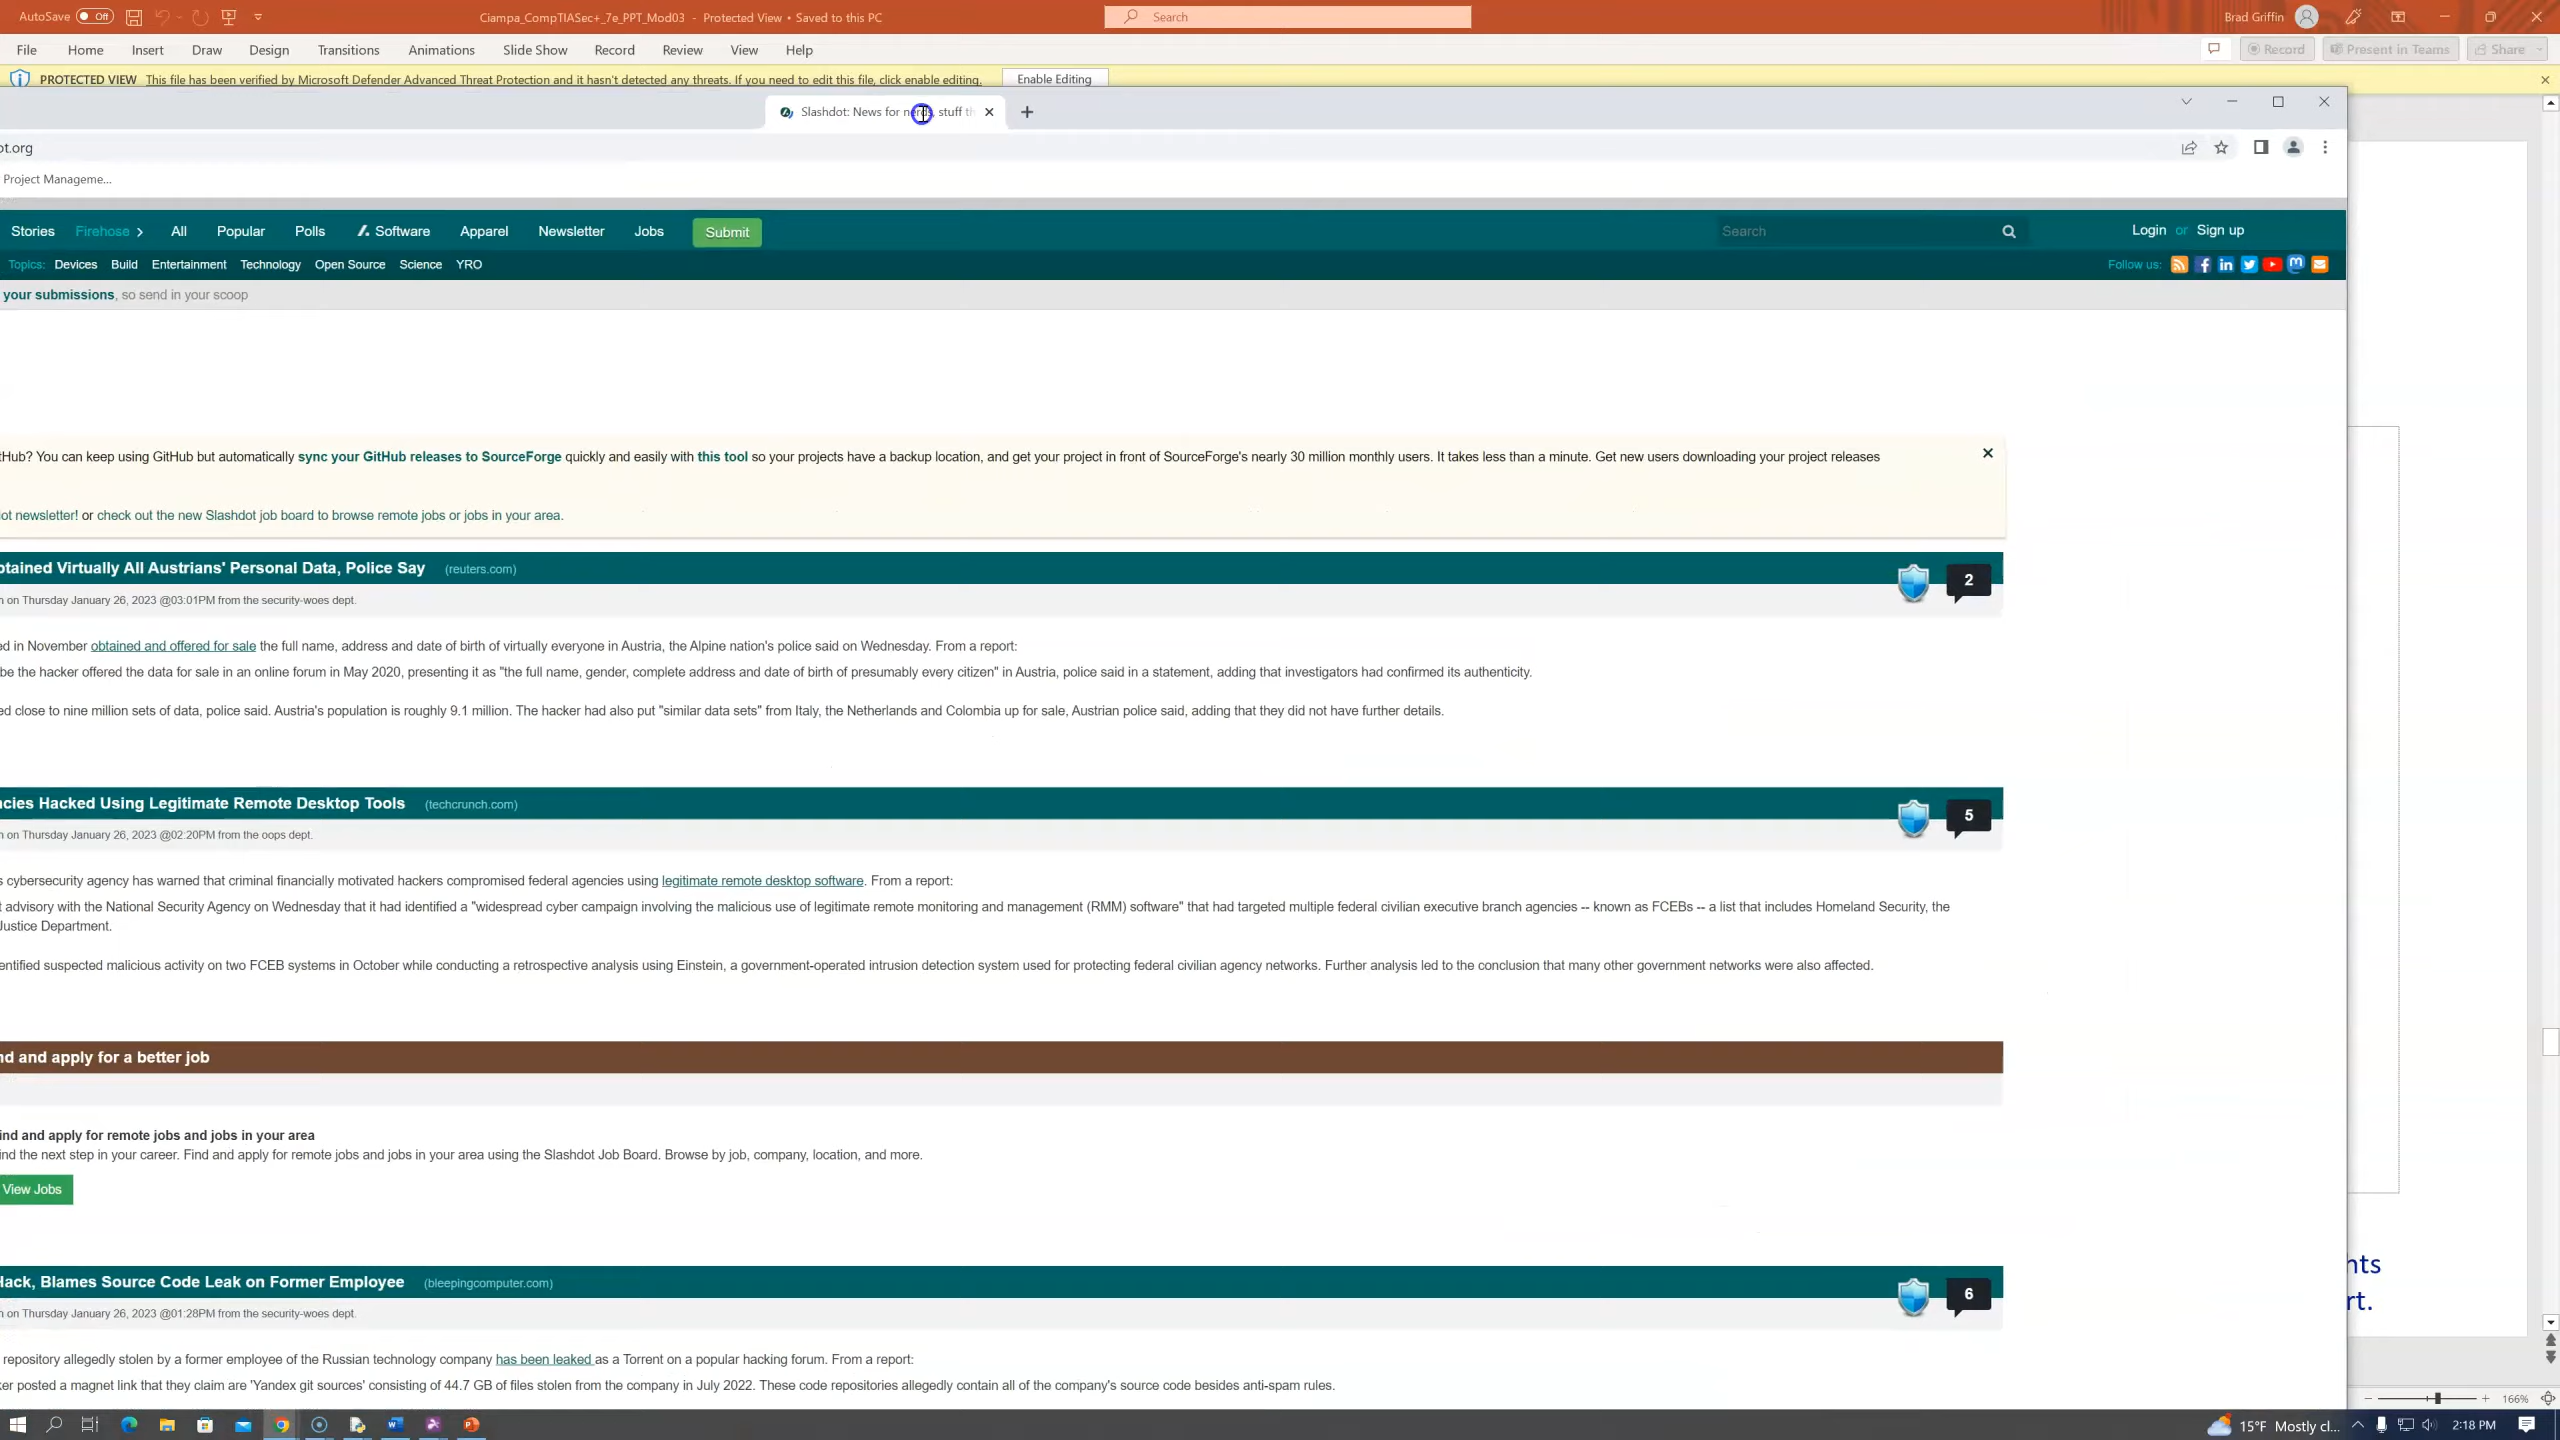 AutoSave Off
Ciampa_CompTIASec+_7e_PPT_Mod03 - Protected View • Saved to this PC
Search
Brad Griffin
File Home Insert Draw Design Transitions Animations Slide Show Record Review View Help
Record Present in Teams Share
PROTECTED VIEW This file has been verified by Microsoft Defender Advanced Threat Protection and it hasn't detected any threats. If you need to edit this file, click enable editing. Enable Editing
Slashdot: News for nerds, stuff th
ot.org
Project Manageme...
Stories Firehose > All Popular Polls Software Apparel Newsletter Jobs Submit
Search
Login or Sign up
Topics: Devices Build Entertainment Technology Open Source Science YRO
Follow us:
your submissions, so send in your scoop
tHub? You can keep using GitHub but automatically sync your GitHub releases to SourceForge quickly and easily with this tool so your projects have a backup location, and get your project in front of SourceForge's nearly 30 million monthly users. It takes less than a minute. Get new users downloading your project releases
ot newsletter! or check out the new Slashdot job board to browse remote jobs or jobs in your area.
btained Virtually All Austrians' Personal Data, Police Say (reuters.com)
2
n on Thursday January 26, 2023 @03:01PM from the security-woes dept.
ed in November obtained and offered for sale the full name, address and date of birth of virtually everyone in Austria, the Alpine nation's police said on Wednesday. From a report:
be the hacker offered the data for sale in an online forum in May 2020, presenting it as "the full name, gender, complete address and date of birth of presumably every citizen" in Austria, police said in a statement, adding that investigators had confirmed its authenticity.
ed close to nine million sets of data, police said. Austria's population is roughly 9.1 million. The hacker had also put "similar data sets" from Italy, the Netherlands and Colombia up for sale, Austrian police said, adding that they did not have further details.
ncies Hacked Using Legitimate Remote Desktop Tools (techcrunch.com)
5
n on Thursday January 26, 2023 @02:20PM from the oops dept.
s cybersecurity agency has warned that criminal financially motivated hackers compromised federal agencies using legitimate remote desktop software. From a report:
t advisory with the National Security Agency on Wednesday that it had identified a "widespread cyber campaign involving the malicious use of legitimate remote monitoring and management (RMM) software" that had targeted multiple federal civilian executive branch agencies -- known as FCEBs -- a list that includes Homeland Security, the
Justice Department.
entified suspected malicious activity on two FCEB systems in October while conducting a retrospective analysis using Einstein, a government-operated intrusion detection system used for protecting federal civilian agency networks. Further analysis led to the conclusion that many other government networks were also affected.
nd and apply for a better job
ind and apply for remote jobs and jobs in your area
ind the next step in your career. Find and apply for remote jobs and jobs in your area using the Slashdot Job Board. Browse by job, company, location, and more.
View Jobs
hts
rt.
Hack, Blames Source Code Leak on Former Employee (bleepingcomputer.com)
6
n on Thursday January 26, 2023 @01:28PM from the security-woes dept.
repository allegedly stolen by a former employee of the Russian technology company has been leaked as a Torrent on a popular hacking forum. From a report:
ker posted a magnet link that they claim are 'Yandex git sources' consisting of 44.7 GB of files stolen from the company in July 2022. These code repositories allegedly contain all of the company's source code besides anti-spam rules.
166%
15°F Mostly cl...
2:18 PM